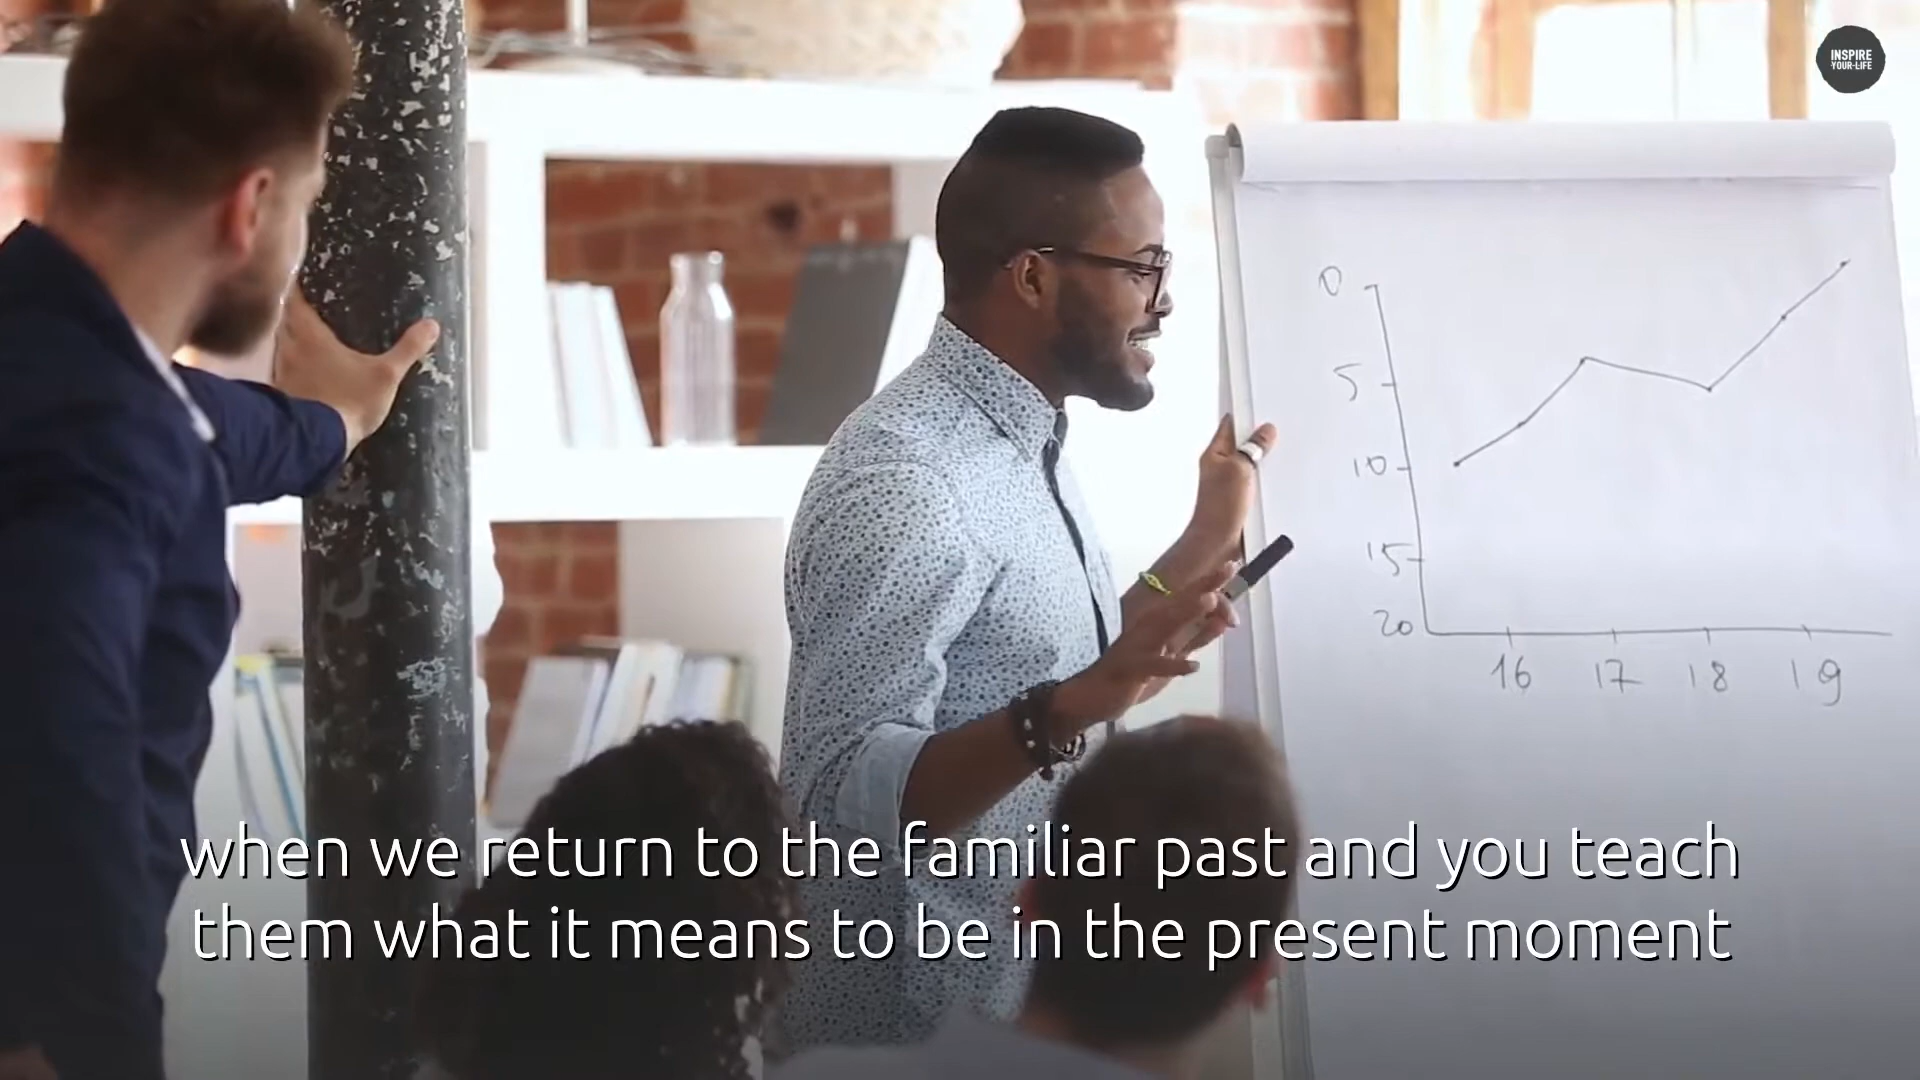 INSPIRE
YOUR LIFE
0
5
10
15
20
16 17 18 19
when we return to the familiar past and you teach
them what it means to be in the present moment